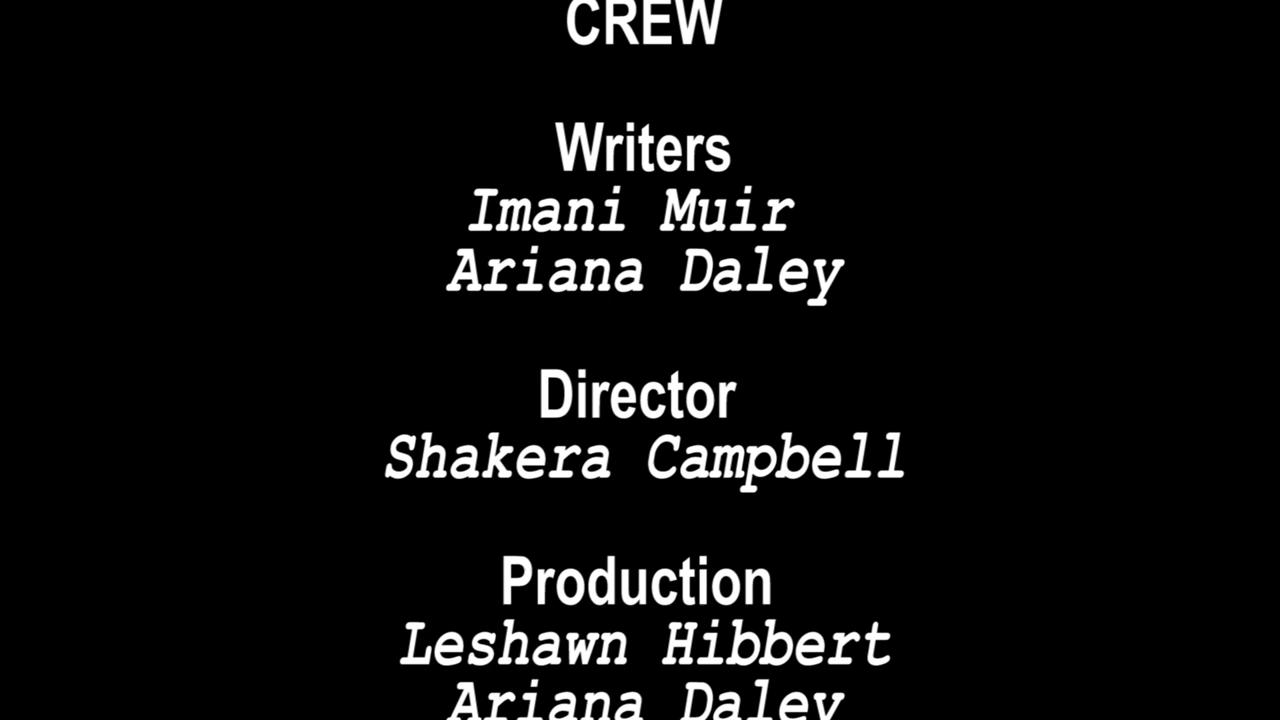 CREW
Writers
Imani Muir
Ariana Daley
Director
Shakera Campbell
Production
Leshawn Hibbert
Ariana Daley